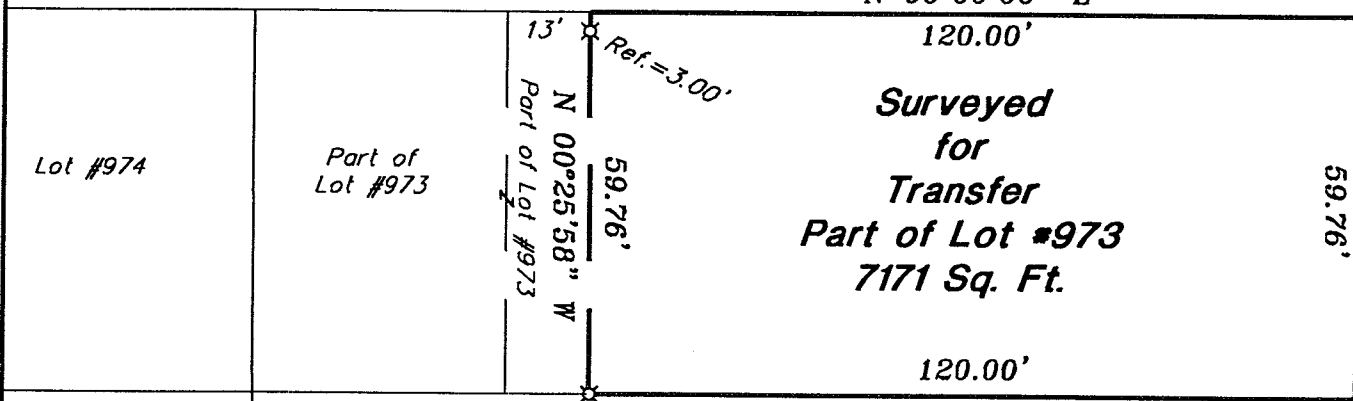 13'
Ref.=3.00'
120.00'
Surveyed
for
Transfer
Part of Lot #973
7171 Sq. Ft.
Lot #974
Part of
Lot #973
Part of Lot #973
N 00°25'58" W
59.76'
59.76'
120.00'